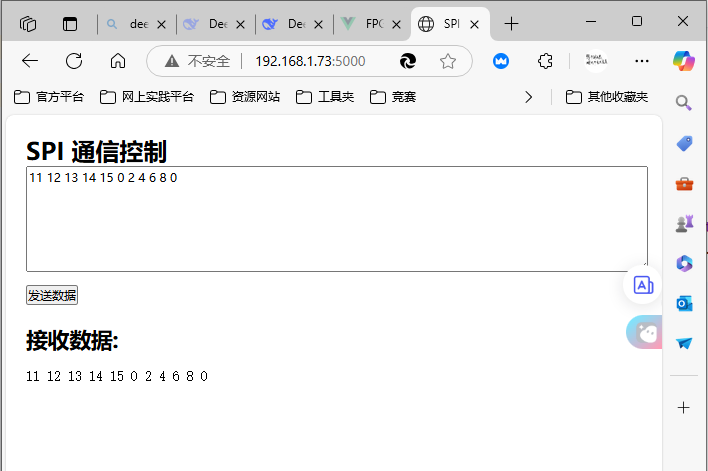 dee
Dee
Dee
FPG
SPI
不安全
192.168.1.73:5000
官方平台
网上实践平台
资源网站
工具夹
竞赛
其他收藏夹
SPI 通信控制
11 12 13 14 15 0 2 4 6 8 0
发送数据
接收数据:
11 12 13 14 15 0 2 4 6 8 0